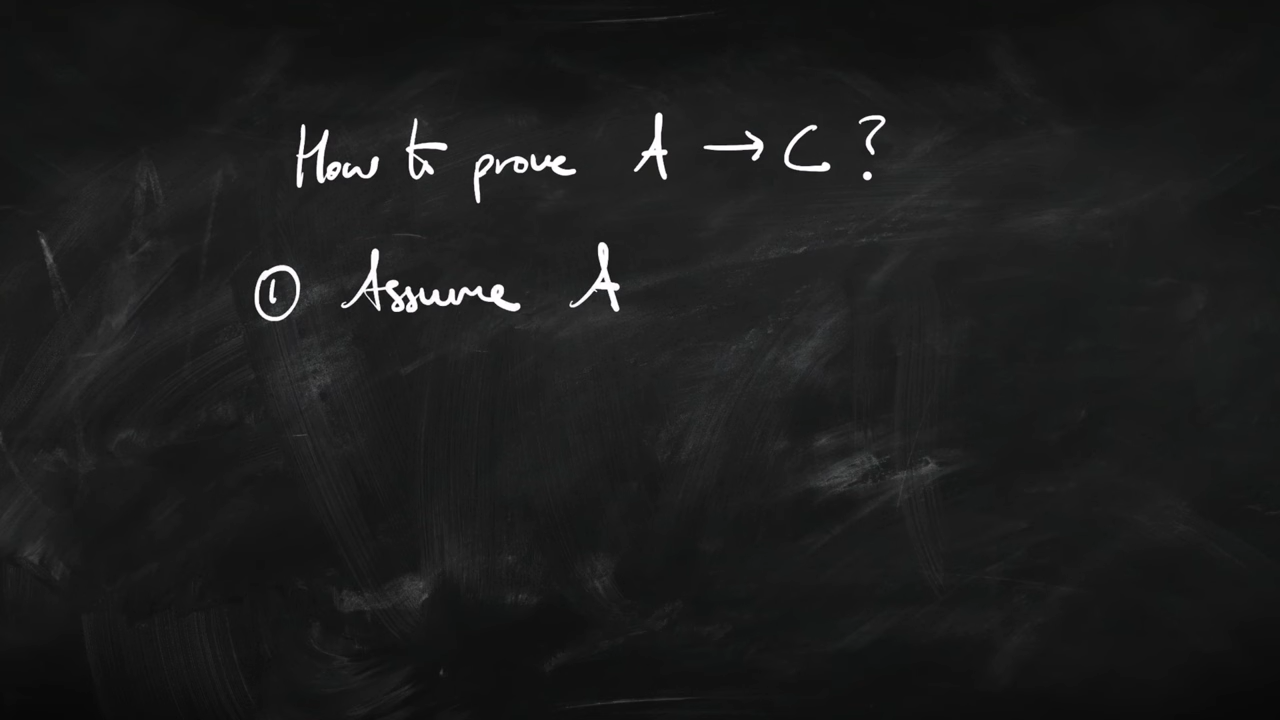 How to prove A → C ?
① Assume A